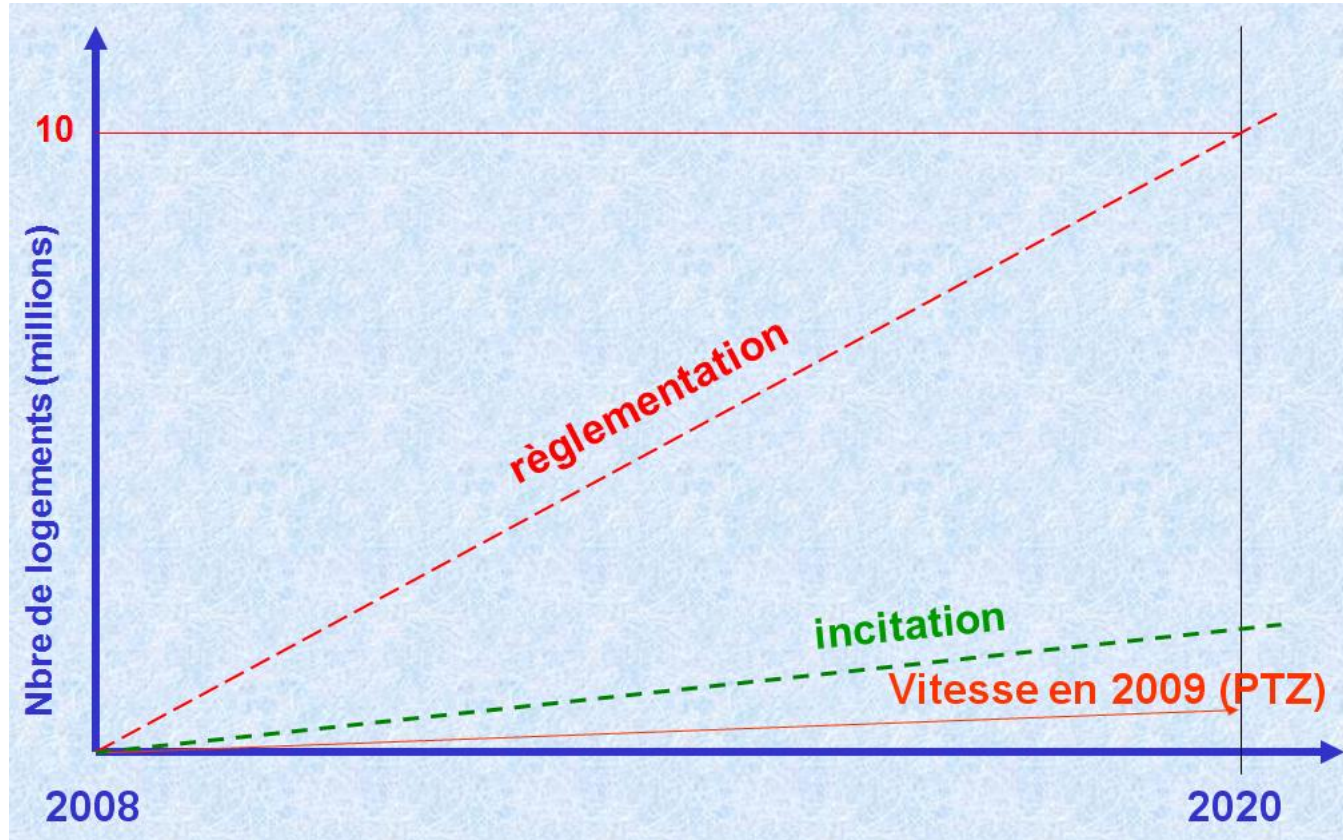 10
Nbre de logements (millions)
règlementation
incitation
Vitesse en 2009 (PTZ)
2008
2020